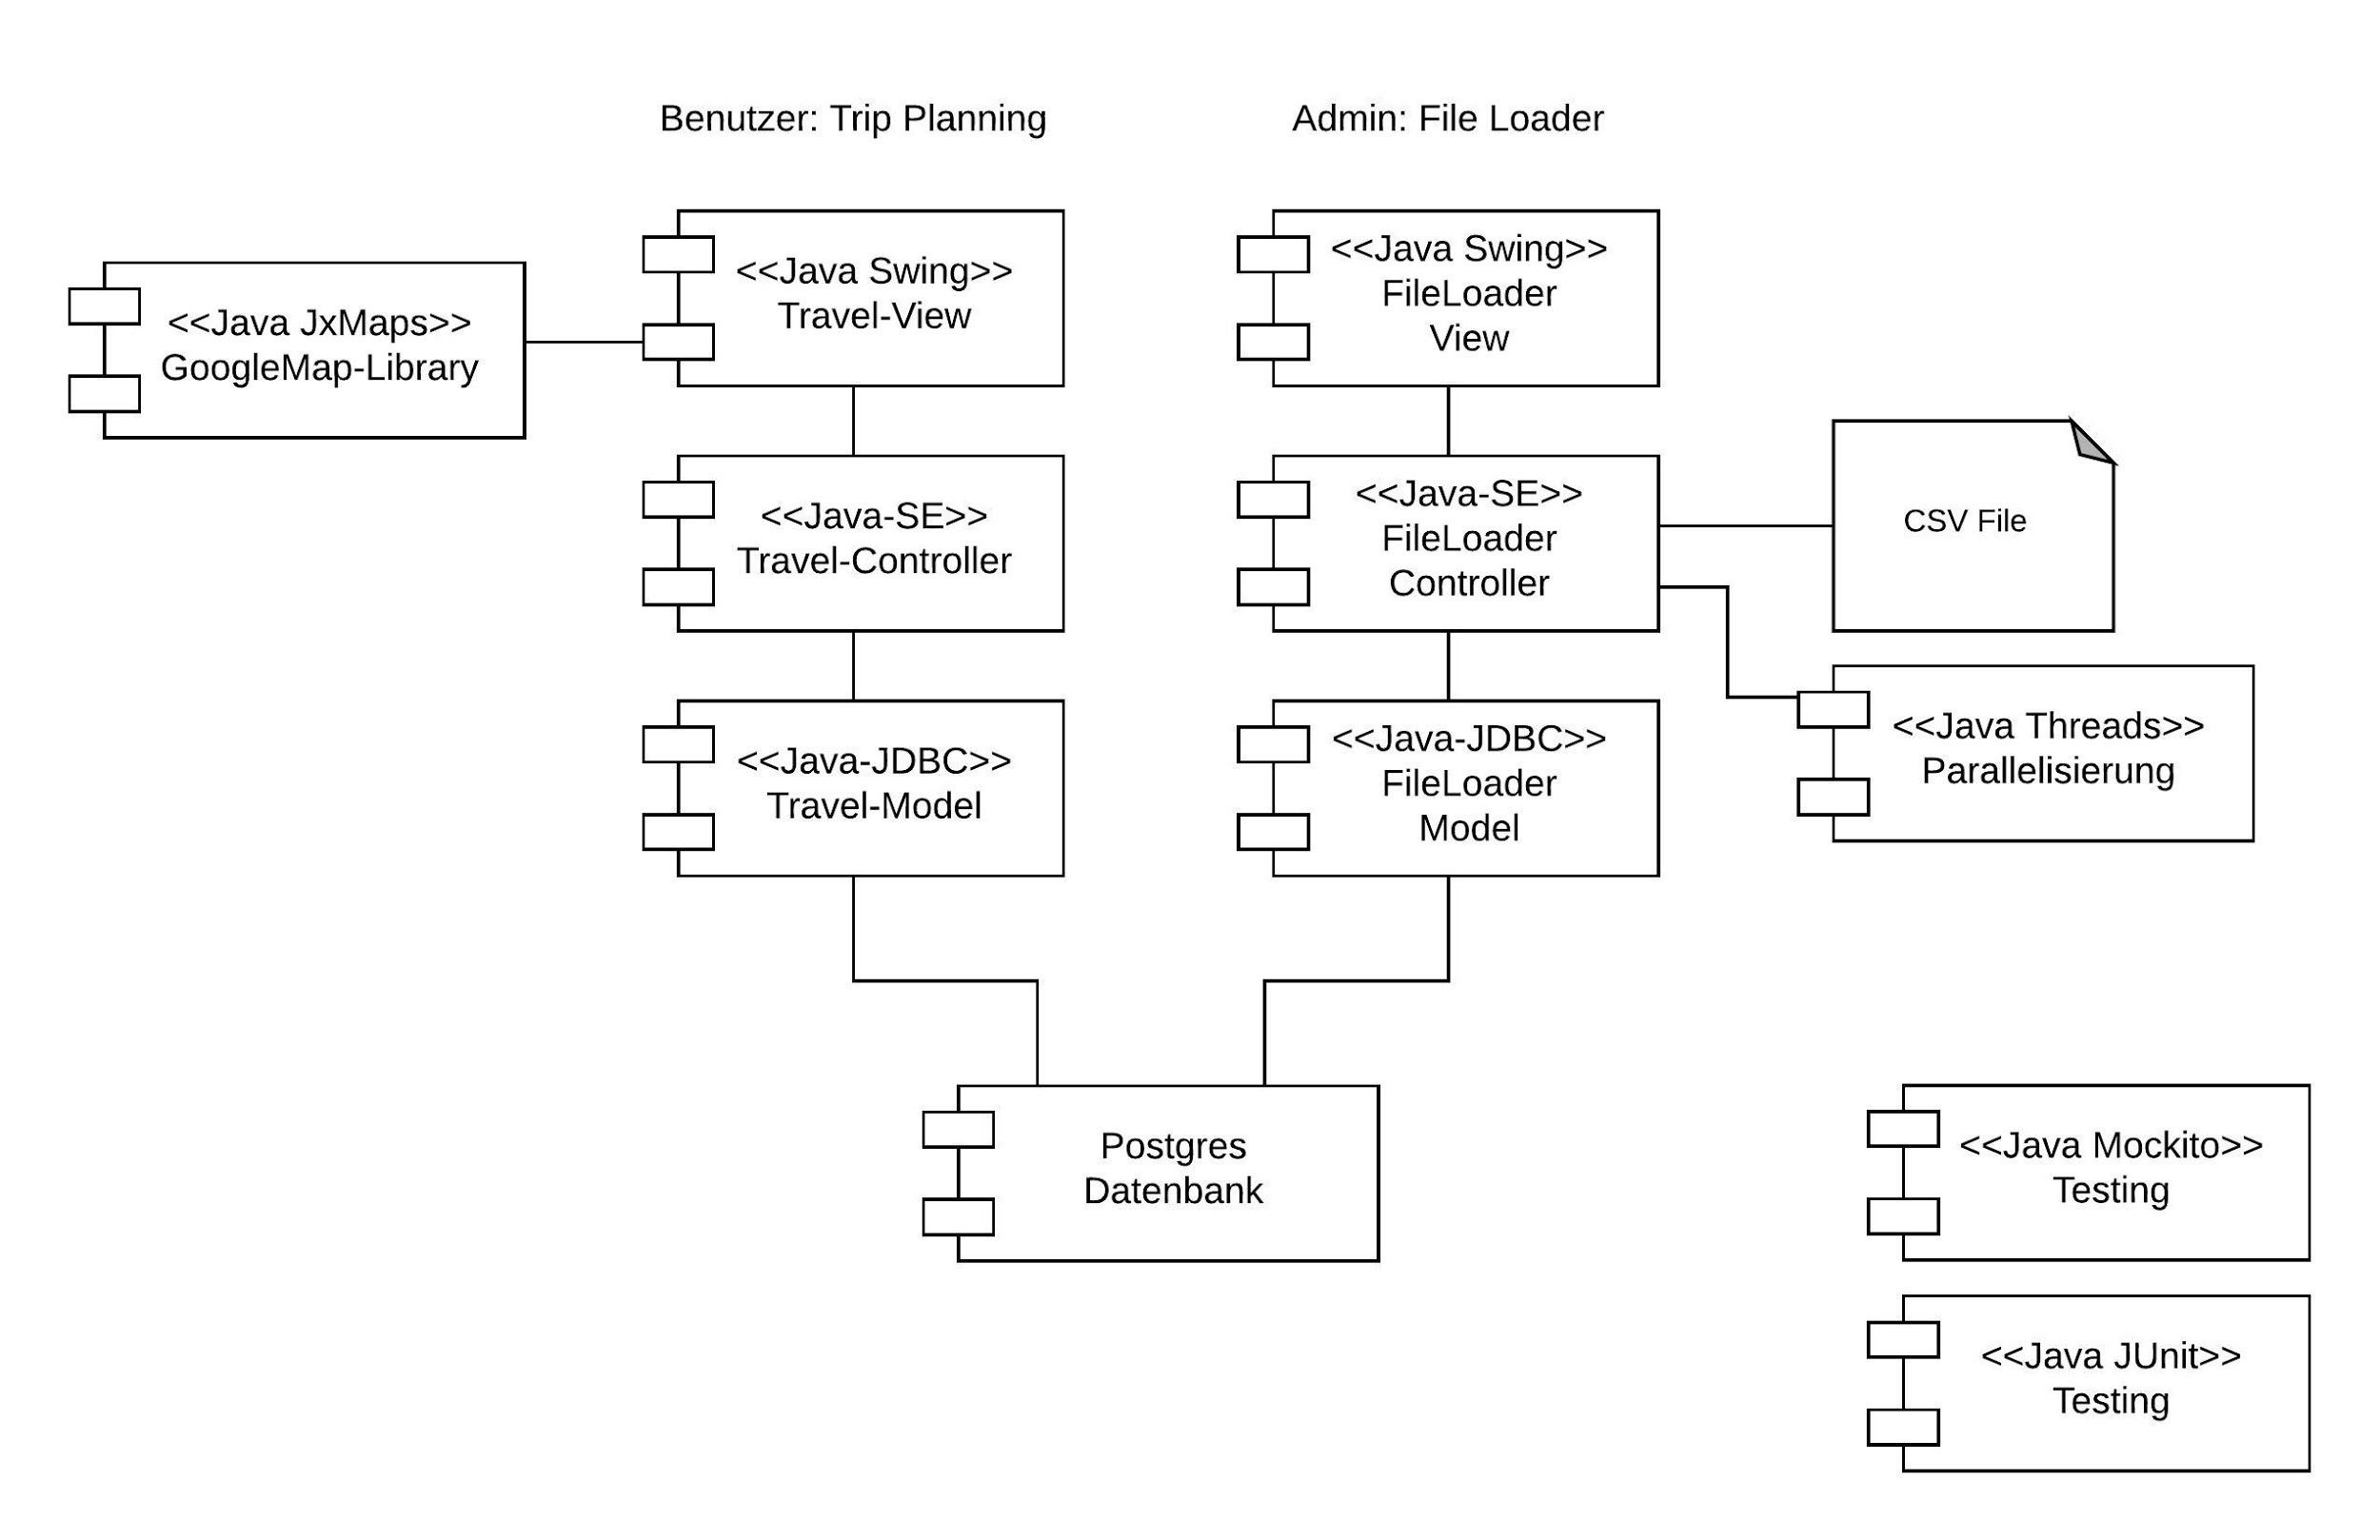 Benutzer: Trip Planning
Admin: File Loader
<<Java JxMaps>>
GoogleMap-Library
<<Java Swing>>
Travel-View
<<Java Swing>>
FileLoader
View
<<Java-SE>>
Travel-Controller
<<Java-SE>>
FileLoader
Controller
CSV File
<<Java-JDBC>>
Travel-Model
<<Java-JDBC>>
FileLoader
Model
<<Java Threads>>
Parallelisierung
Postgres
Datenbank
<<Java Mockito>>
Testing
<<Java JUnit>>
Testing